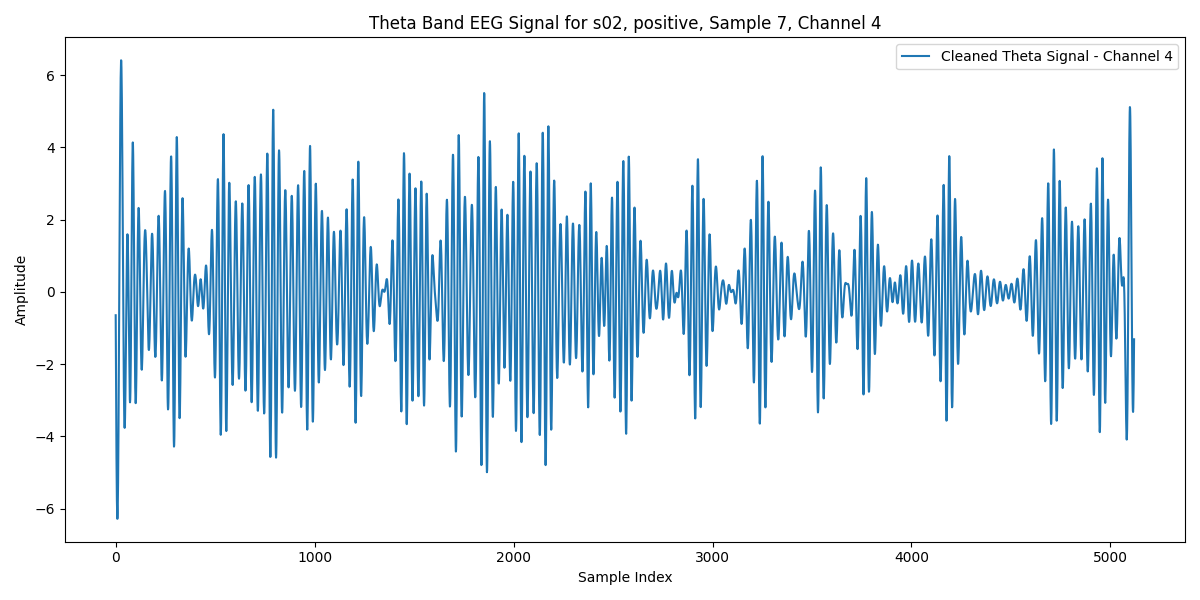 Theta Band EEG Signal for s02, positive, Sample 7, Channel 4
Cleaned Theta Signal - Channel 4
Amplitude
6
4
2
0
−2
−4
−6
0 1000 2000 3000 4000 5000
Sample Index